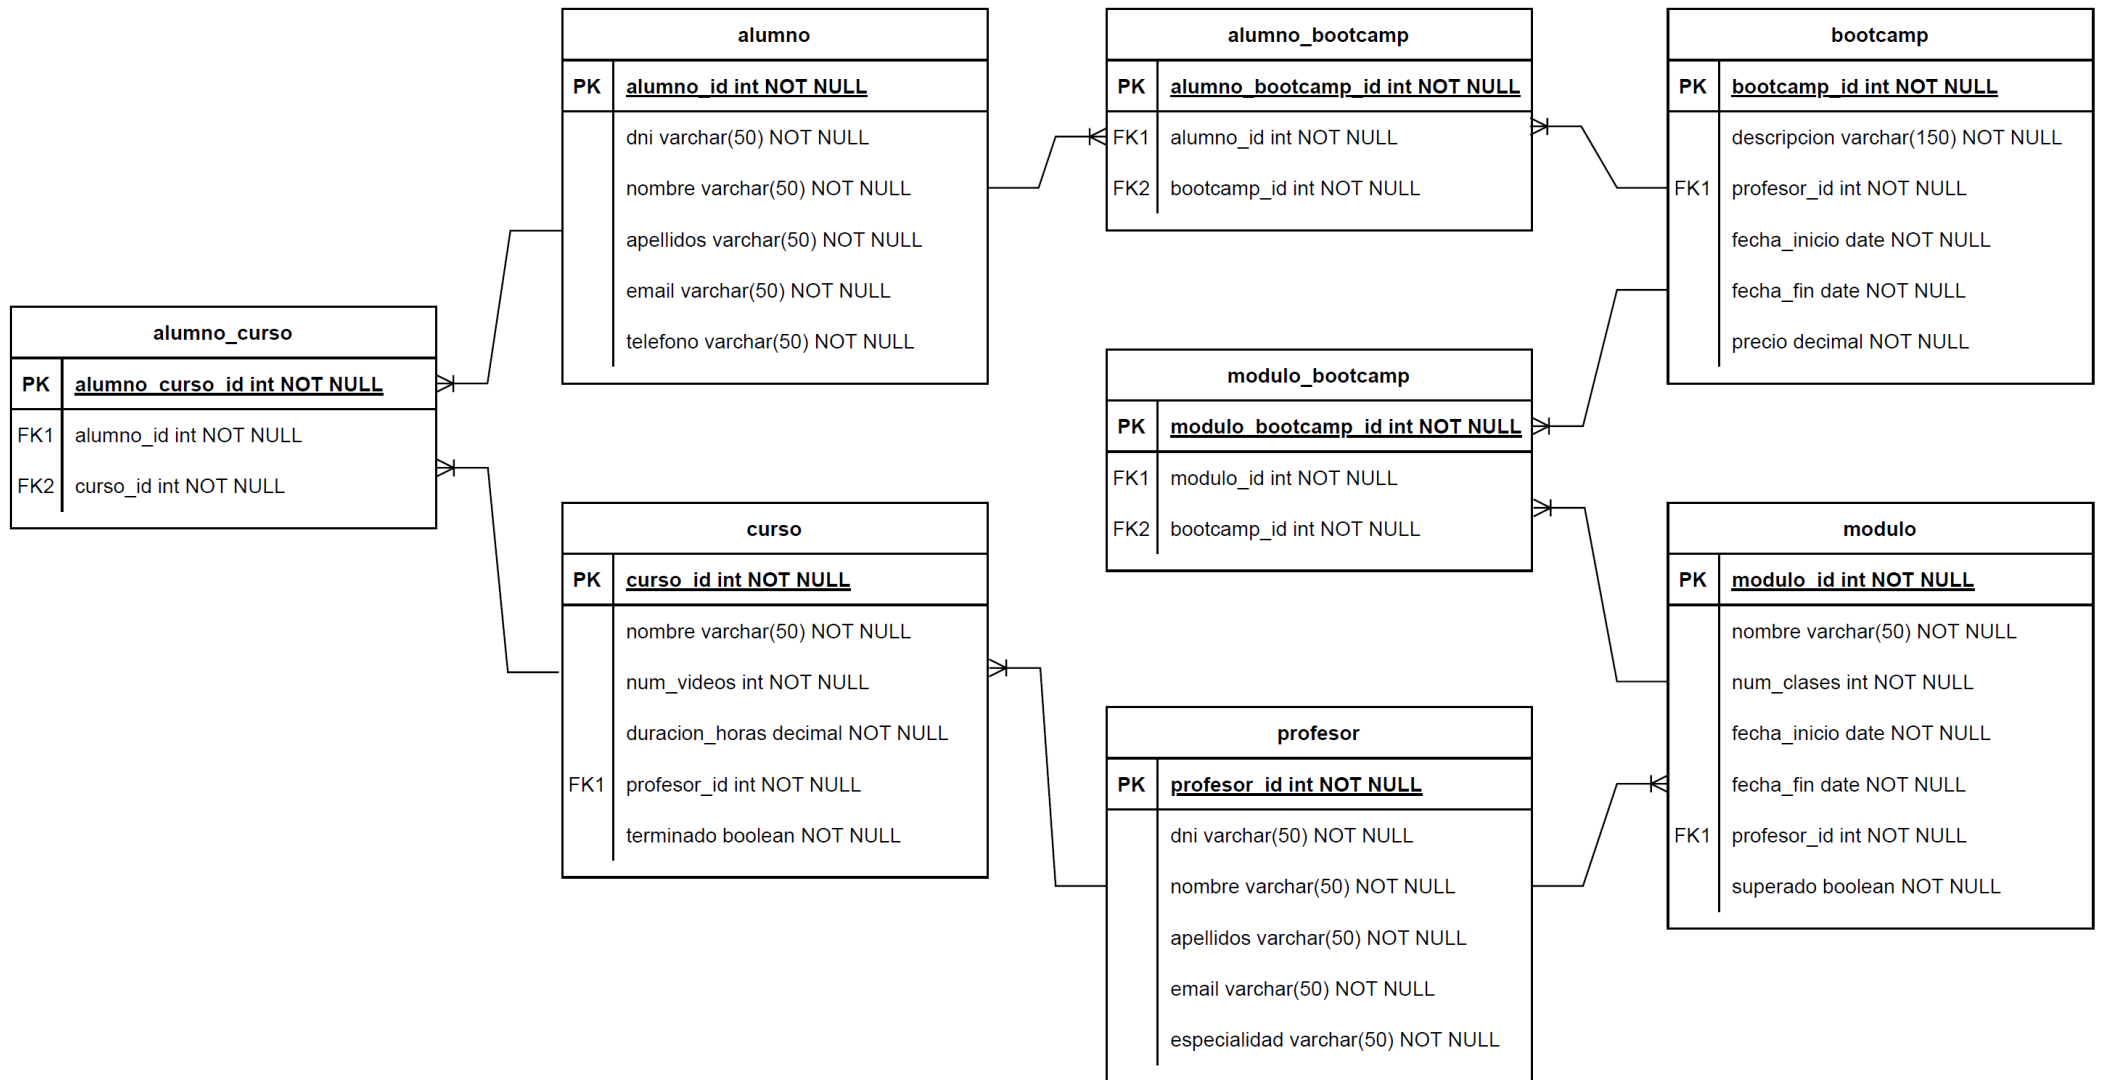 alumno
PK alumno_id int NOT NULL
dni varchar(50) NOT NULL
nombre varchar(50) NOT NULL
apellidos varchar(50) NOT NULL
email varchar(50) NOT NULL
telefono varchar(50) NOT NULL
alumno_bootcamp
PK alumno_bootcamp_id int NOT NULL
FK1 alumno_id int NOT NULL
FK2 bootcamp_id int NOT NULL
bootcamp
PK bootcamp_id int NOT NULL
descripcion varchar(150) NOT NULL
FK1 profesor_id int NOT NULL
fecha_inicio date NOT NULL
fecha_fin date NOT NULL
precio decimal NOT NULL
alumno_curso
PK alumno_curso_id int NOT NULL
FK1 alumno_id int NOT NULL
FK2 curso_id int NOT NULL
modulo_bootcamp
PK modulo_bootcamp_id int NOT NULL
FK1 modulo_id int NOT NULL
FK2 bootcamp_id int NOT NULL
curso
PK curso_id int NOT NULL
nombre varchar(50) NOT NULL
num_videos int NOT NULL
duracion_horas decimal NOT NULL
FK1 profesor_id int NOT NULL
terminado boolean NOT NULL
modulo
PK modulo_id int NOT NULL
nombre varchar(50) NOT NULL
num_clases int NOT NULL
fecha_inicio date NOT NULL
fecha_fin date NOT NULL
FK1 profesor_id int NOT NULL
superado boolean NOT NULL
profesor
PK profesor_id int NOT NULL
dni varchar(50) NOT NULL
nombre varchar(50) NOT NULL
apellidos varchar(50) NOT NULL
email varchar(50) NOT NULL
especialidad varchar(50) NOT NULL